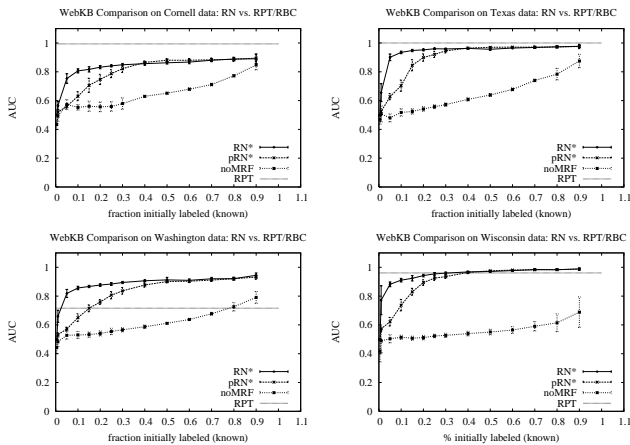 WebKB Comparison on Cornell data: RN vs. RPT/RBC
1
0.8
0.6
0.4
0.2
0
AUC
RN*
pRN*
noMRF
RPT
0 0.1 0.2 0.3 0.4 0.5 0.6 0.7 0.8 0.9 1 1.1
fraction initially labeled (known)
WebKB Comparison on Texas data: RN vs. RPT/RBC
1
0.8
0.6
0.4
0.2
0
AUC
RN*
pRN*
noMRF
RPT
0 0.1 0.2 0.3 0.4 0.5 0.6 0.7 0.8 0.9 1 1.1
fraction initially labeled (known)
WebKB Comparison on Washington data: RN vs. RPT/RBC
1
0.8
0.6
0.4
0.2
0
AUC
RN*
pRN*
noMRF
RPT
0 0.1 0.2 0.3 0.4 0.5 0.6 0.7 0.8 0.9 1 1.1
fraction initially labeled (known)
WebKB Comparison on Wisconsin data: RN vs. RPT/RBC
1
0.8
0.6
0.4
0.2
0
AUC
RN*
pRN*
noMRF
RPT
0 0.1 0.2 0.3 0.4 0.5 0.6 0.7 0.8 0.9 1 1.1
% initially labeled (known)